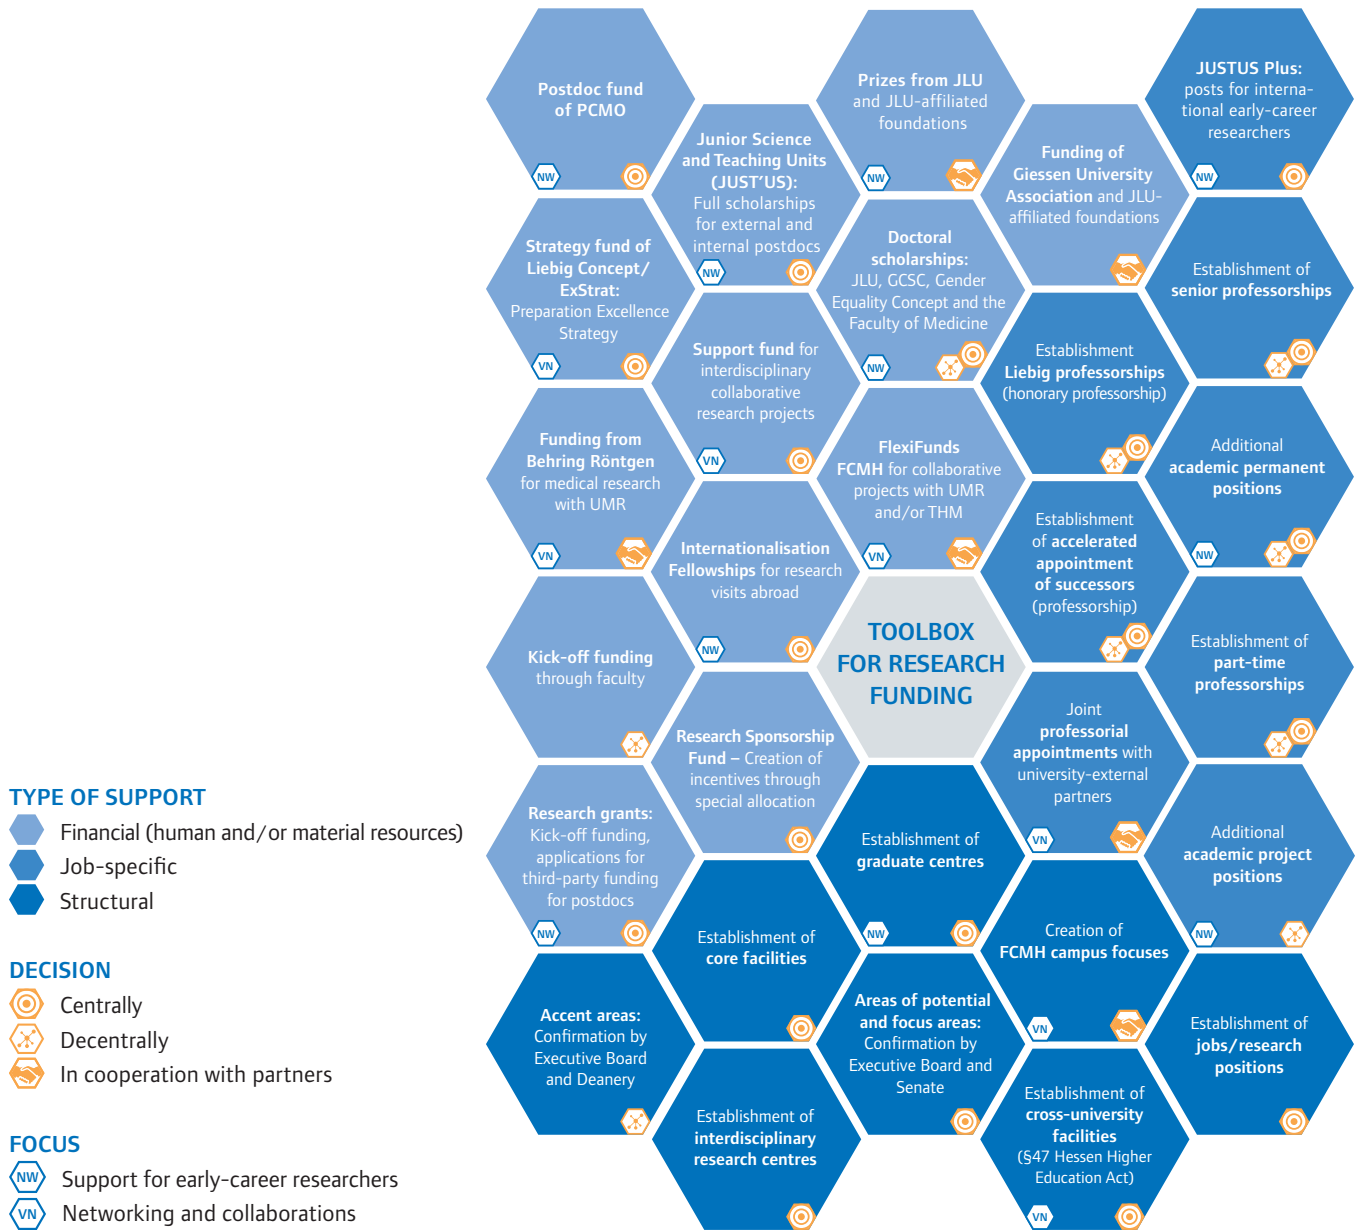 Postdoc fund
of PCMO
NW
Strategy fund of
Liebig Concept/
ExStrat:
Preparation Excellence
Strategy
VN
Funding from
Behring Röntgen
for medical research
with UMR
VN
Kick-off funding
through faculty
Research grants:
Kick-off funding,
applications for
third-party funding
for postdocs
NW
Accent areas:
Confirmation by
Executive Board
and Deanery
Junior Science
and Teaching Units
(JUST’US):
Full scholarships
for external and
internal postdocs
NW
Support fund for
interdisciplinary
collaborative
research projects
VN
Internationalisation
Fellowships for research
visits abroad
NW
Research Sponsorship
Fund – Creation of
incentives through
special allocation
Establishment of
core facilities
Establishment of
interdisciplinary
research centres
Prizes from JLU
and JLU-affiliated
foundations
NW
Doctoral
scholarships:
JLU, GCSC, Gender
Equality Concept and the
Faculty of Medicine
NW
FlexiFunds
FCMH for collaborative
projects with UMR
and/or THM
VN
TOOLBOX
FOR RESEARCH
FUNDING
Establishment of
graduate centres
NW
Areas of potential
and focus areas:
Confirmation by
Executive Board and
Senate
Funding of
Giessen University
Association and JLU-
affiliated foundations
Establishment
Liebig professorships
(honorary professorship)
Establishment
of accelerated
appointment
of successors
(professorship)
Joint
professorial
appointments with
university-external
partners
VN
Creation of
FCMH campus focuses
VN
Establishment of
cross-university
facilities
(§47 Hessen Higher
Education Act)
VN
JUSTUS Plus:
posts for interna-
tional early-career
researchers
NW
Establishment of
senior professorships
Additional
academic permanent
positions
NW
Establishment of
part-time
professorships
Additional
academic project
positions
NW
Establishment of
jobs/research
positions
TYPE OF SUPPORT
Financial (human and/or material resources)
Job-specific
Structural
DECISION
Centrally
Decentrally
In cooperation with partners
FOCUS
NW Support for early-career researchers
VN Networking and collaborations